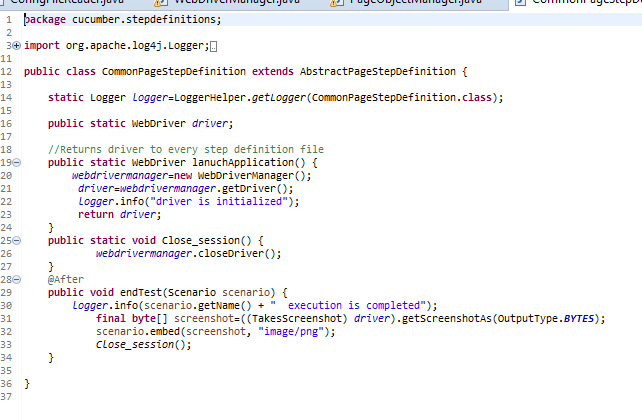 ConfigFileReader.java WebDriverManager.java PageObjectManager.java CommonPageStepD
1 package cucumber.stepdefinitions;
2
3 import org.apache.log4j.Logger;
12 public class CommonPageStepDefinition extends AbstractPageStepDefinition {
13
14 static Logger logger=LoggerHelper.getLogger(CommonPageStepDefinition.class);
15
16 public static WebDriver driver;
17
18 //Returns driver to every step definition file
19 public static WebDriver lanuchApplication() {
20 webdrivermanager=new WebDriverManager();
21 driver=webdrivermanager.getDriver();
22 logger.info("driver is initialized");
23 return driver;
24 }
25 public static void Close_session() {
26 webdrivermanager.closeDriver();
27 }
28 @After
29 public void endTest(Scenario scenario) {
30 logger.info(scenario.getName() + "  execution is completed");
31 final byte[] screenshot=((TakesScreenshot) driver).getScreenshotAs(OutputType.BYTES);
32 scenario.embed(screenshot, "image/png");
33 Close_session();
34 }
35
36 }
37